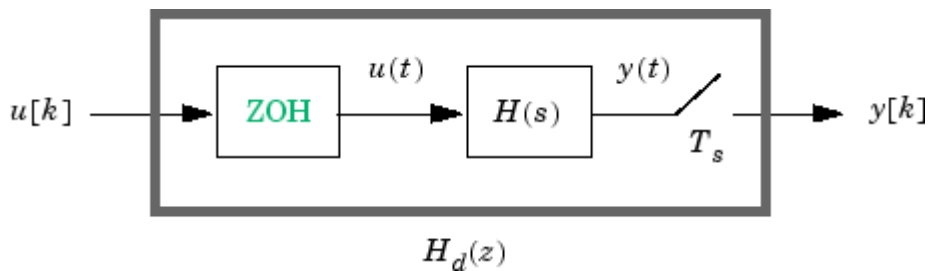 u(t)
y(t)
u[k]
ZOH
H(s)
y[k]
T_s
H_d(z)